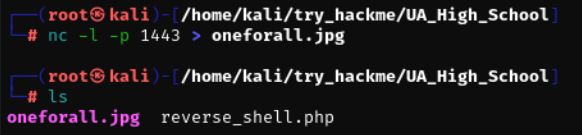 ┌──(root㉿kali)-[/home/kali/try_hackme/UA_High_School]
└─# nc -l -p 1443 > oneforall.jpg
┌──(root㉿kali)-[/home/kali/try_hackme/UA_High_School]
└─# ls
oneforall.jpg  reverse_shell.php